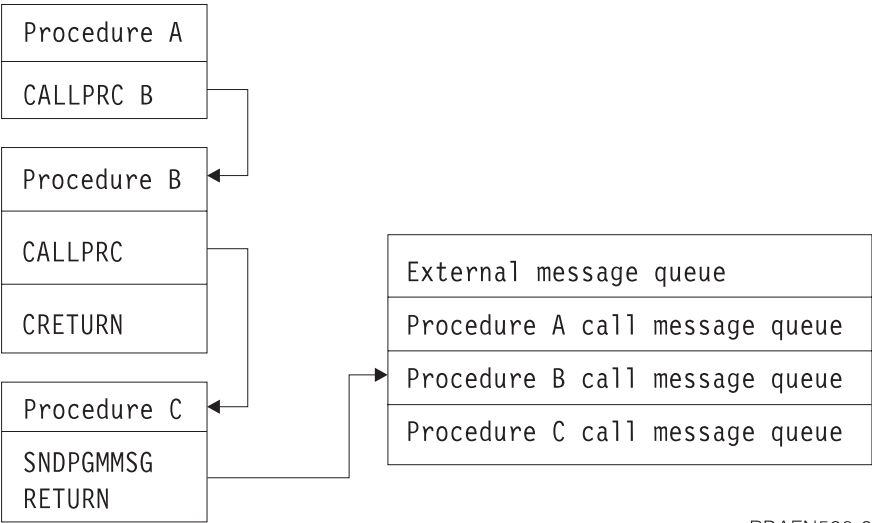 Procedure A
CALLPRC B
Procedure B
CALLPRC
CRETURN
Procedure C
SNDPGMMSG
RETURN
External message queue
Procedure A call message queue
Procedure B call message queue
Procedure C call message queue